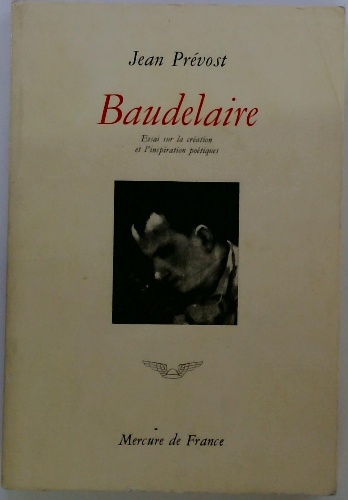 Jean Prévost
Baudelaire
Essai sur la création
et l'inspiration poétiques
Mercure de France